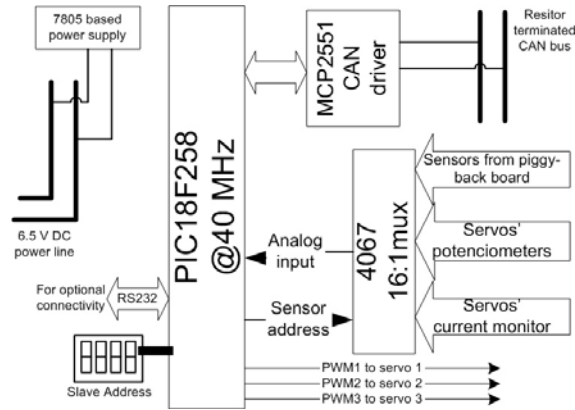 7805 based
power supply
6.5 V DC
power line
For optional
connectivity
RS232
Slave Address
PIC18F258
@40 MHz
MCP2551
CAN
driver
Resitor
terminated
CAN bus
Analog
input
Sensor
address
4067
16:1mux
Sensors from piggy-
back board
Servos'
potenciometers
Servos'
current monitor
PWM1 to servo 1
PWM2 to servo 2
PWM3 to servo 3